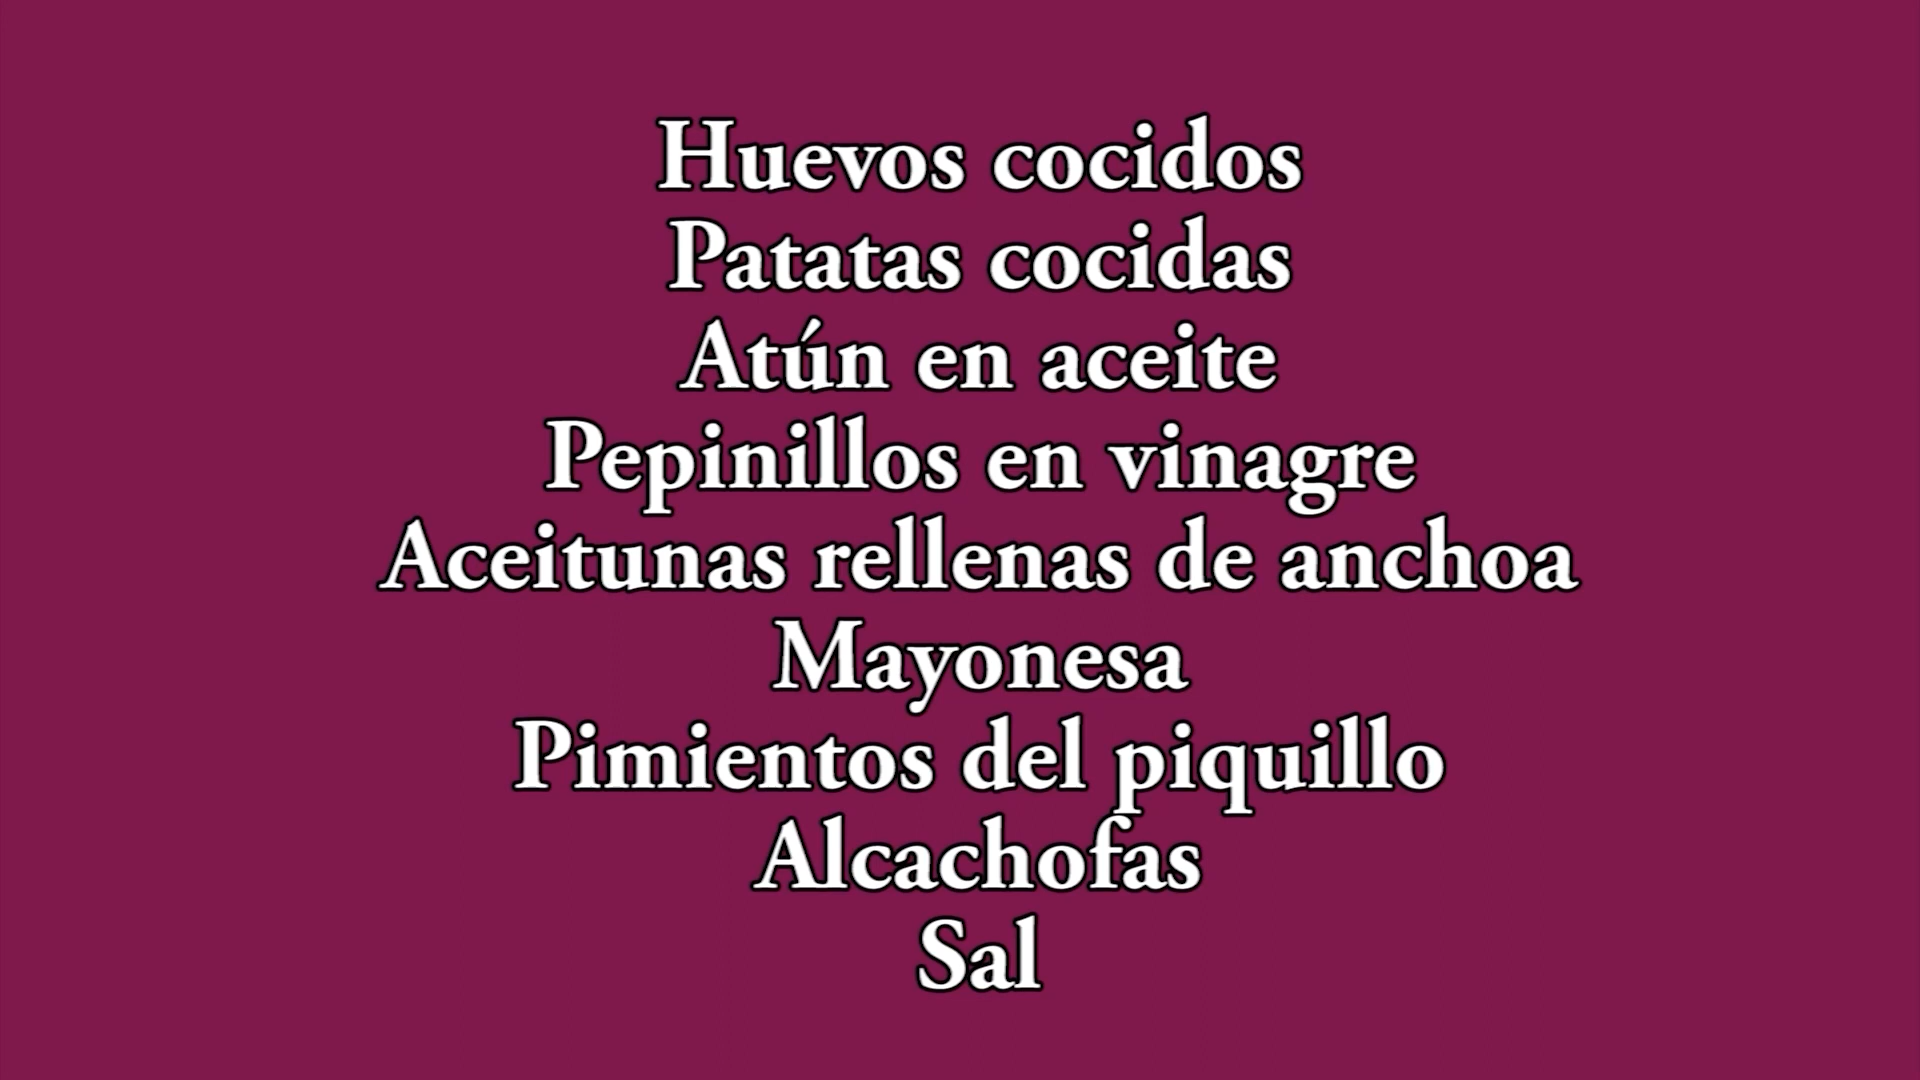 Huevos cocidos
Patatas cocidas
Atún en aceite
Pepinillos en vinagre
Aceitunas rellenas de anchoa
Mayonesa
Pimientos del piquillo
Alcachofas
Sal